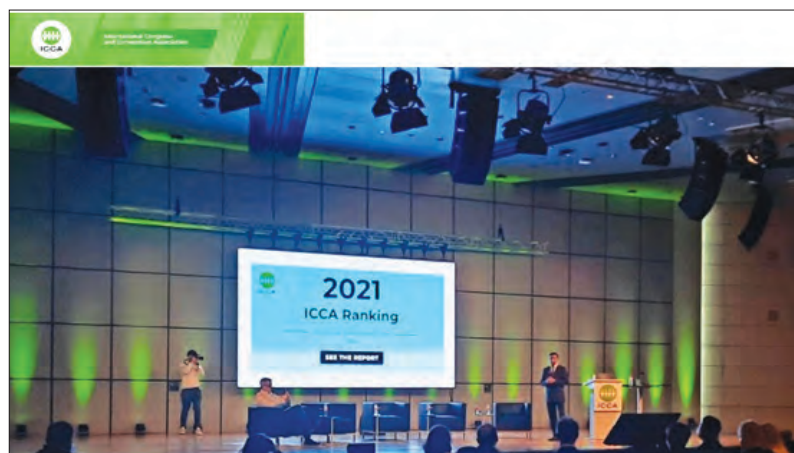 ICCA
International Congress
and Convention Association
2021
ICCA Ranking
SEE THE REPORT
ICCA